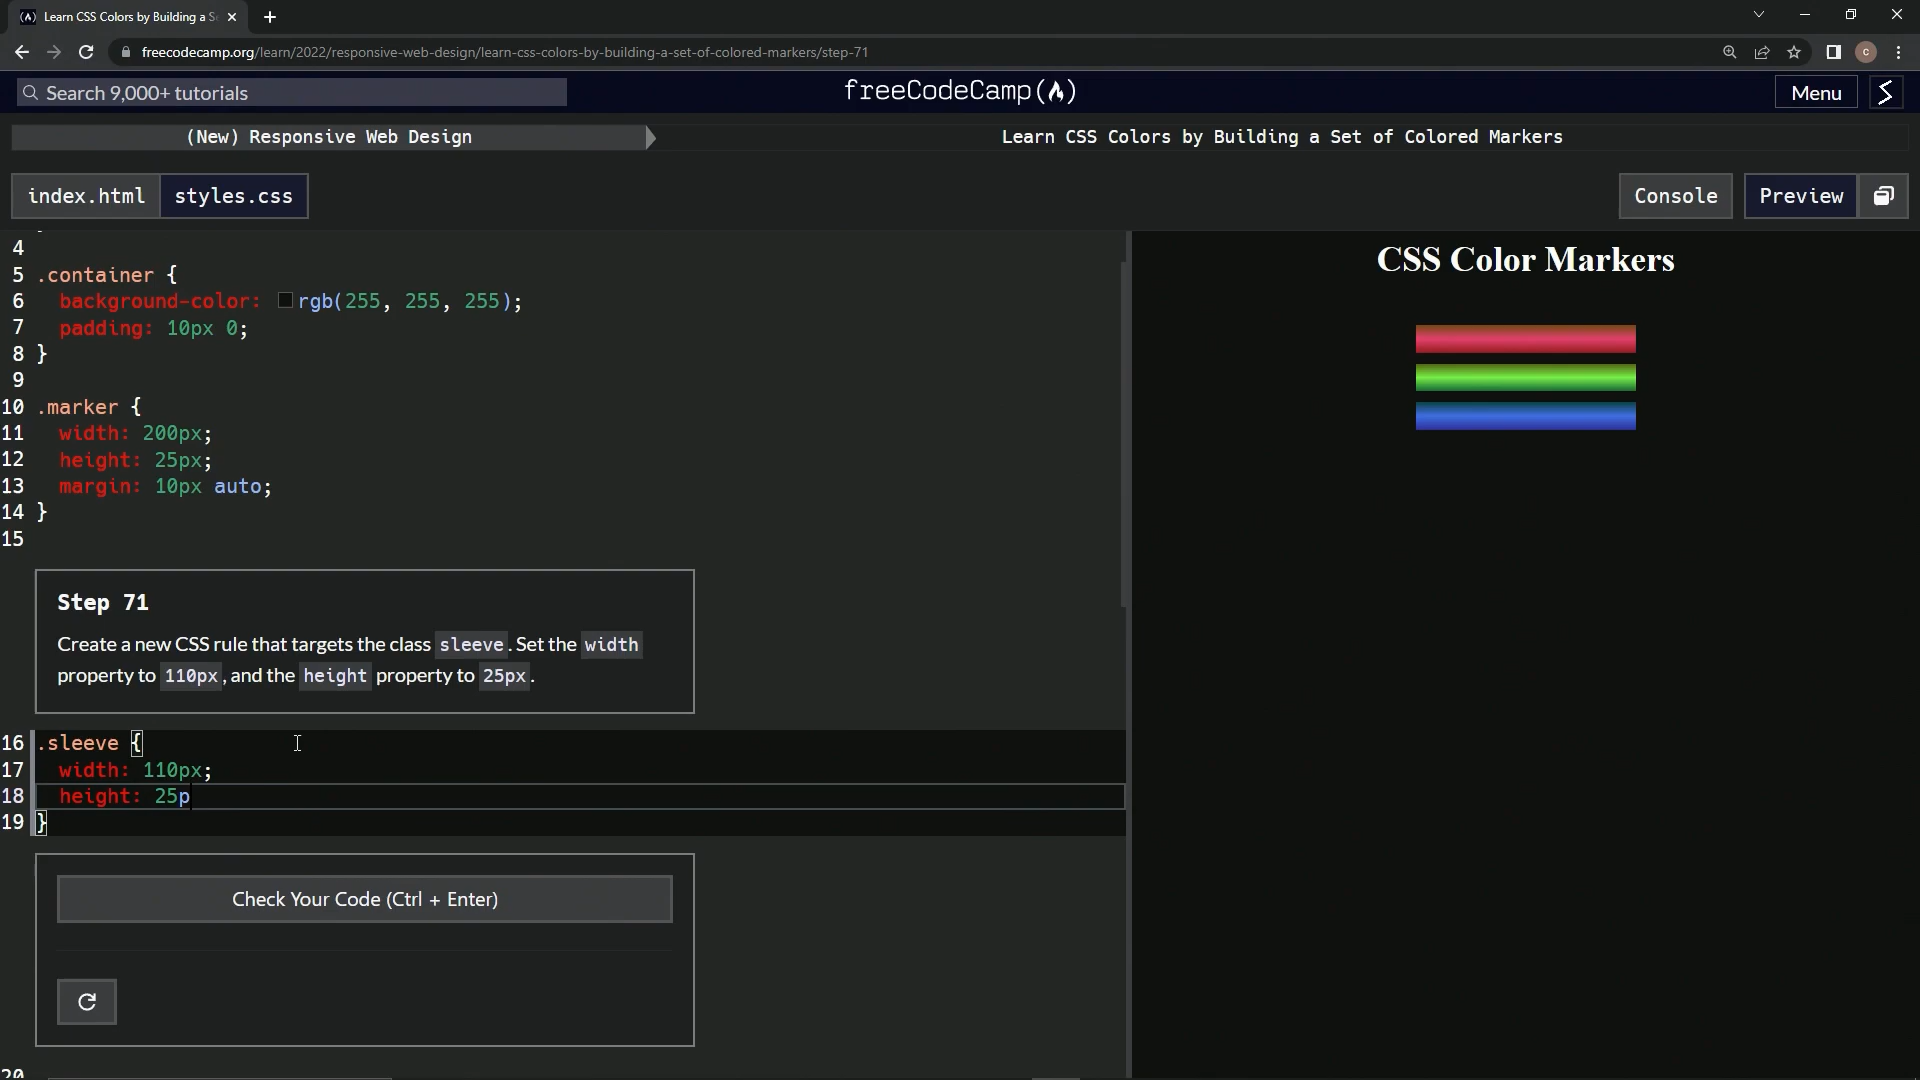 Learn CSS Colors by Building a S
freecodecamp.org/learn/2022/responsive-web-design/learn-css-colors-by-building-a-set-of-colored-markers/step-71
c
Search 9,000+ tutorials
freeCodeCamp
Menu
(New) Responsive Web Design
Learn CSS Colors by Building a Set of Colored Markers
index.html
styles.css
Console
Preview
4
5 .container {
6 background-color: rgb(255, 255, 255);
7 padding: 10px 0;
8 }
9
10 .marker {
11 width: 200px;
12 height: 25px;
13 margin: 10px auto;
14 }
15
Step 71
Create a new CSS rule that targets the class sleeve. Set the width
property to 110px, and the height property to 25px.
16 .sleeve {
17 width: 110px;
18 height: 25p
19 }
Check Your Code (Ctrl + Enter)
20
CSS Color Markers